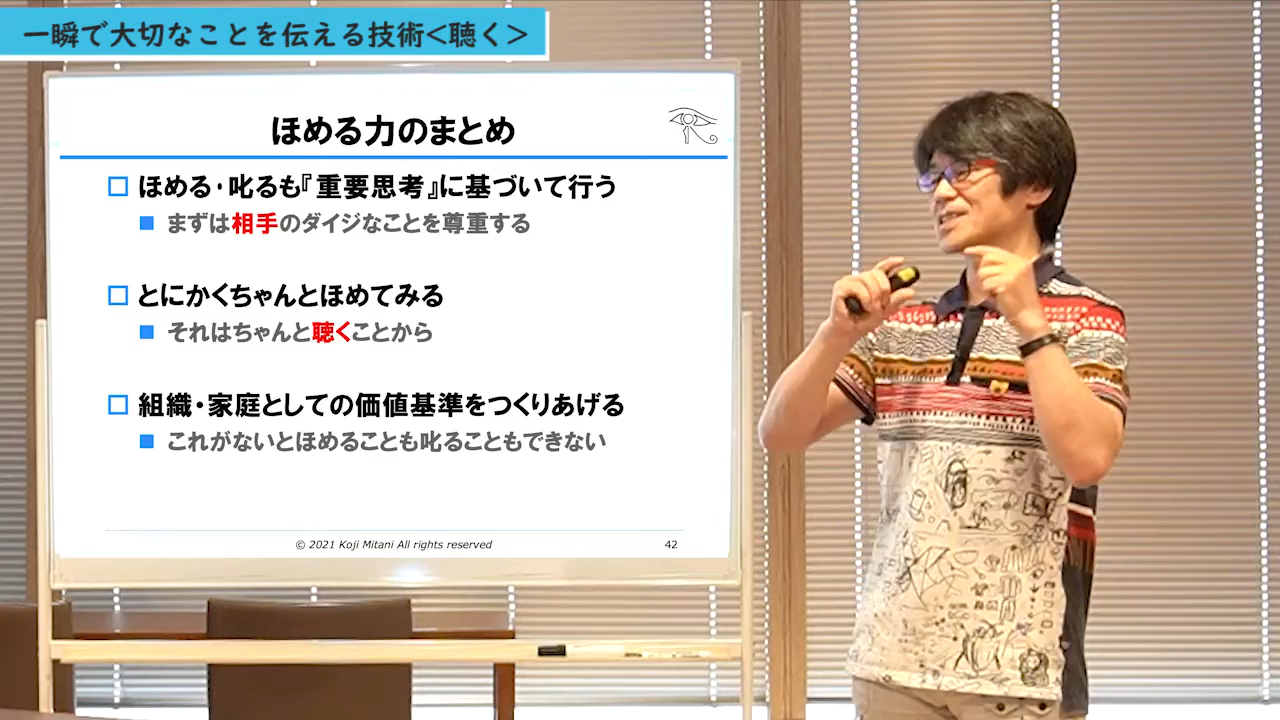 一瞬で大切なことを伝える技術<聴く>
ほめる力のまとめ
ほめる・叱るも『重要思考』に基づいて行う
まずは相手のダイジなことを尊重する
とにかくちゃんとほめてみる
それはちゃんと聴くことから
組織・家庭としての価値基準をつくりあげる
これがないとほめることも叱ることもできない
© 2021 Koji Mitani All rights reserved
42